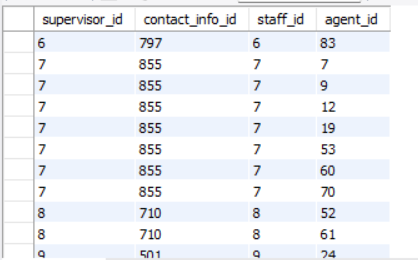 supervisor_id contact_info_id staff_id agent_id
6 797 6 83
7 855 7 7
7 855 7 9
7 855 7 12
7 855 7 19
7 855 7 53
7 855 7 60
7 855 7 70
8 710 8 52
8 710 8 61
9 501 9 24